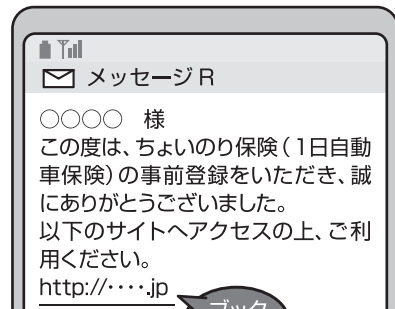 メッセージR
○○○○ 様
この度は、ちょいのり保険(1日自動
車保険)の事前登録をいただき、誠
にありがとうございました。
以下のサイトへアクセスの上、ご利
用ください。
http://・・・・.jp
ブック